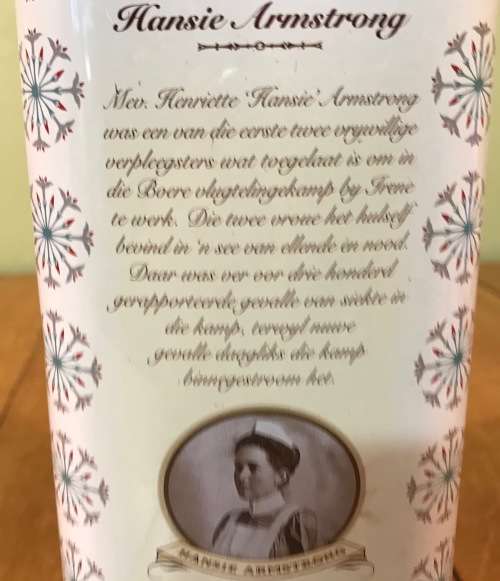 Hansie Armstrong
Mev. Henriette 'Hansie' Armstrong
was een van die eerste twee vrywillige
verpleegsters wat toegelaat is om in
die Boere vlugtelingekamp by Irene
te werk. Die twee vroue het hulself
bevind in 'n see van ellende en nood.
Daar was ver oor drie honderd
gerapporteerde gevalle van siekte in
die kamp, terwyl nuwe
gevalle daagliks die kamp
binnegestroom het.
HANSIE ARMSTRONG